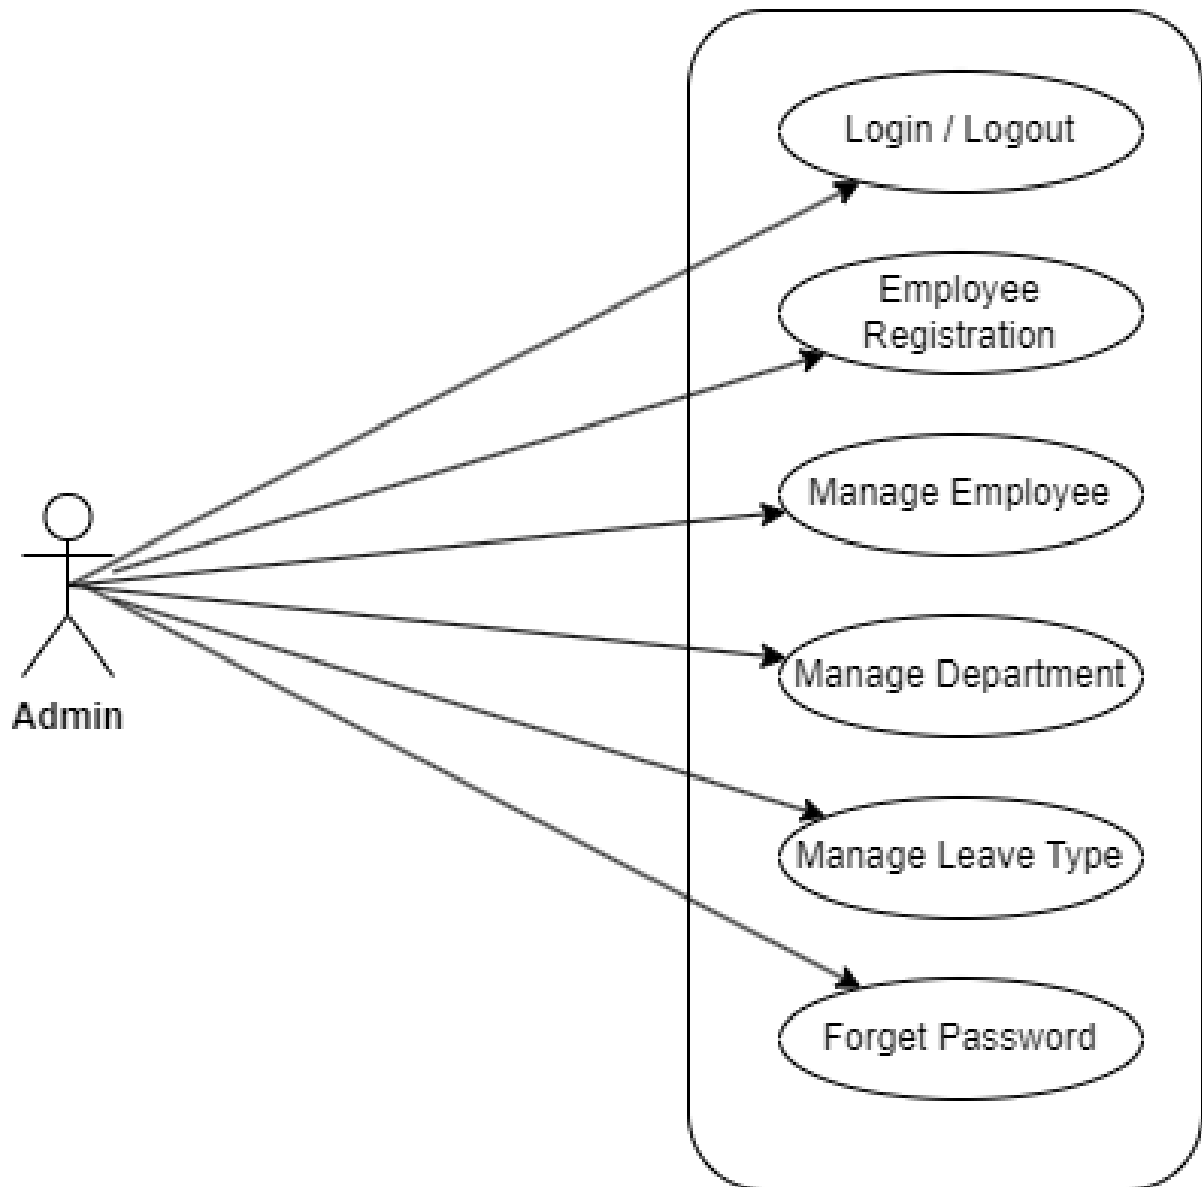 Login / Logout
Employee
Registration
Manage Employee
Manage Department
Admin
Manage Leave Type
Forget Password